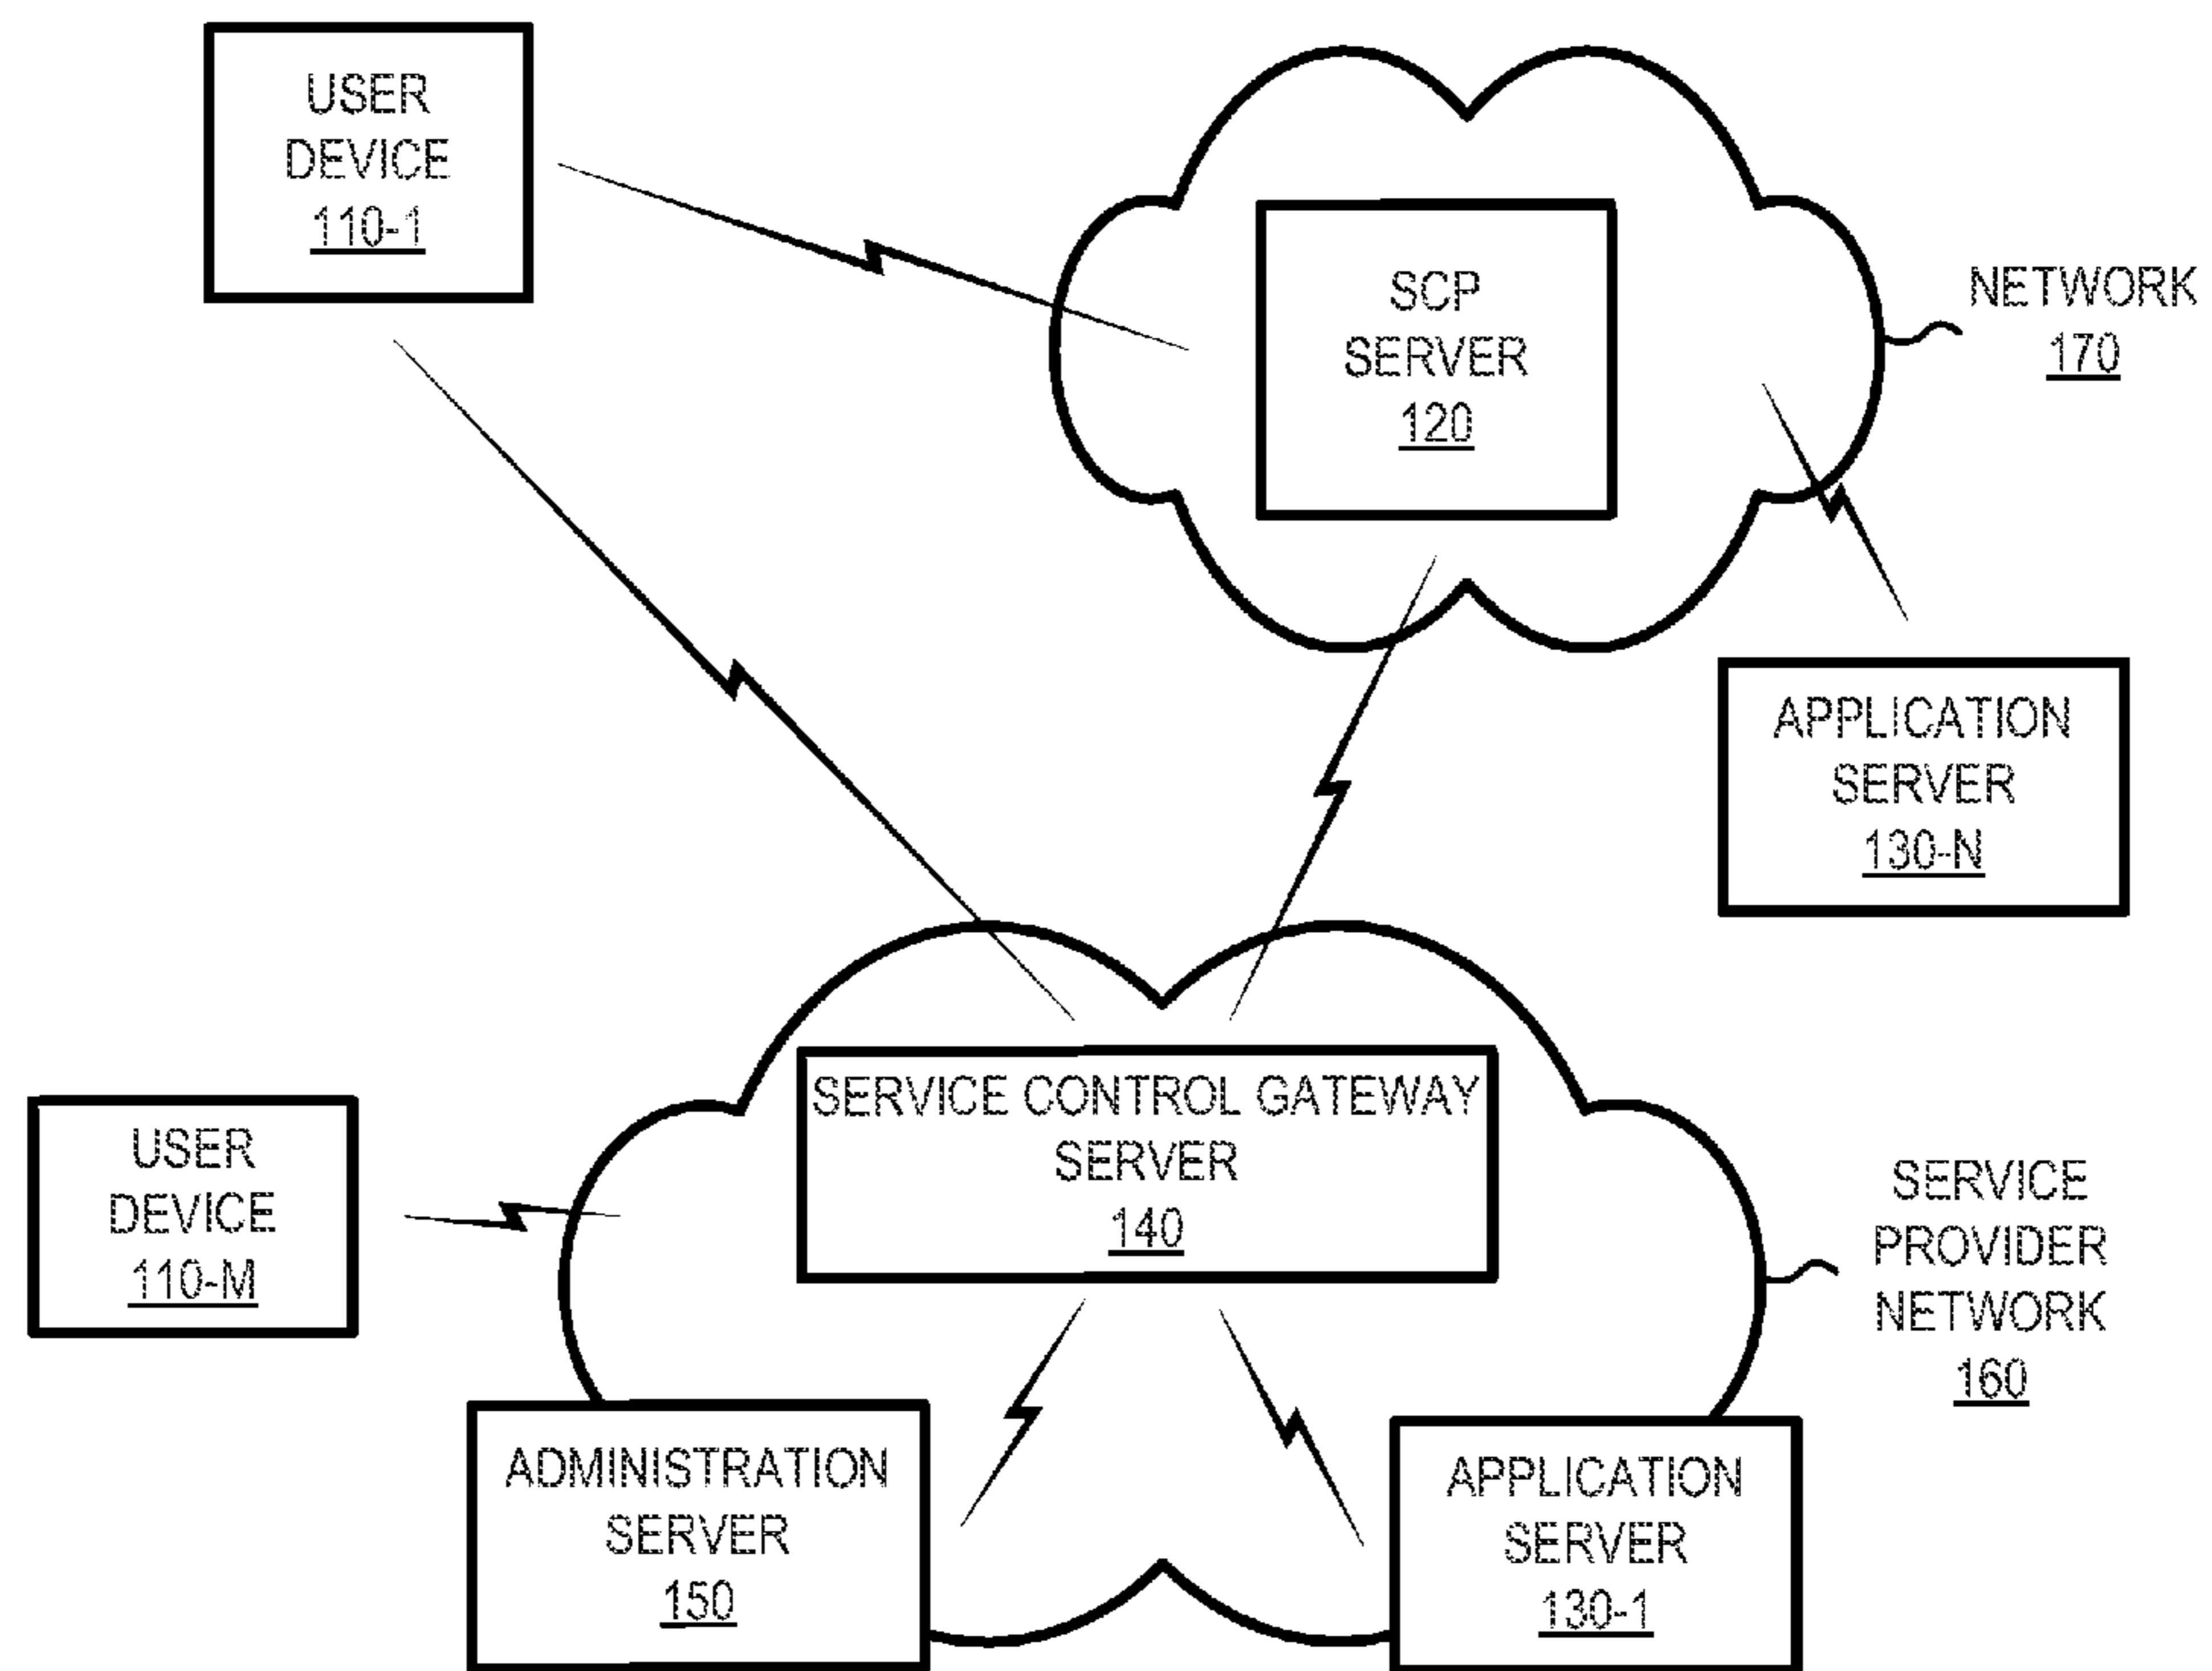 USER
DEVICE
110-1
SCP
SERVER
120
NETWORK
170
APPLICATION
SERVER
130-N
SERVICE CONTROL GATEWAY
SERVER
140
USER
DEVICE
110-M
SERVICE
PROVIDER
NETWORK
160
ADMINISTRATION
SERVER
150
APPLICATION
SERVER
130-1